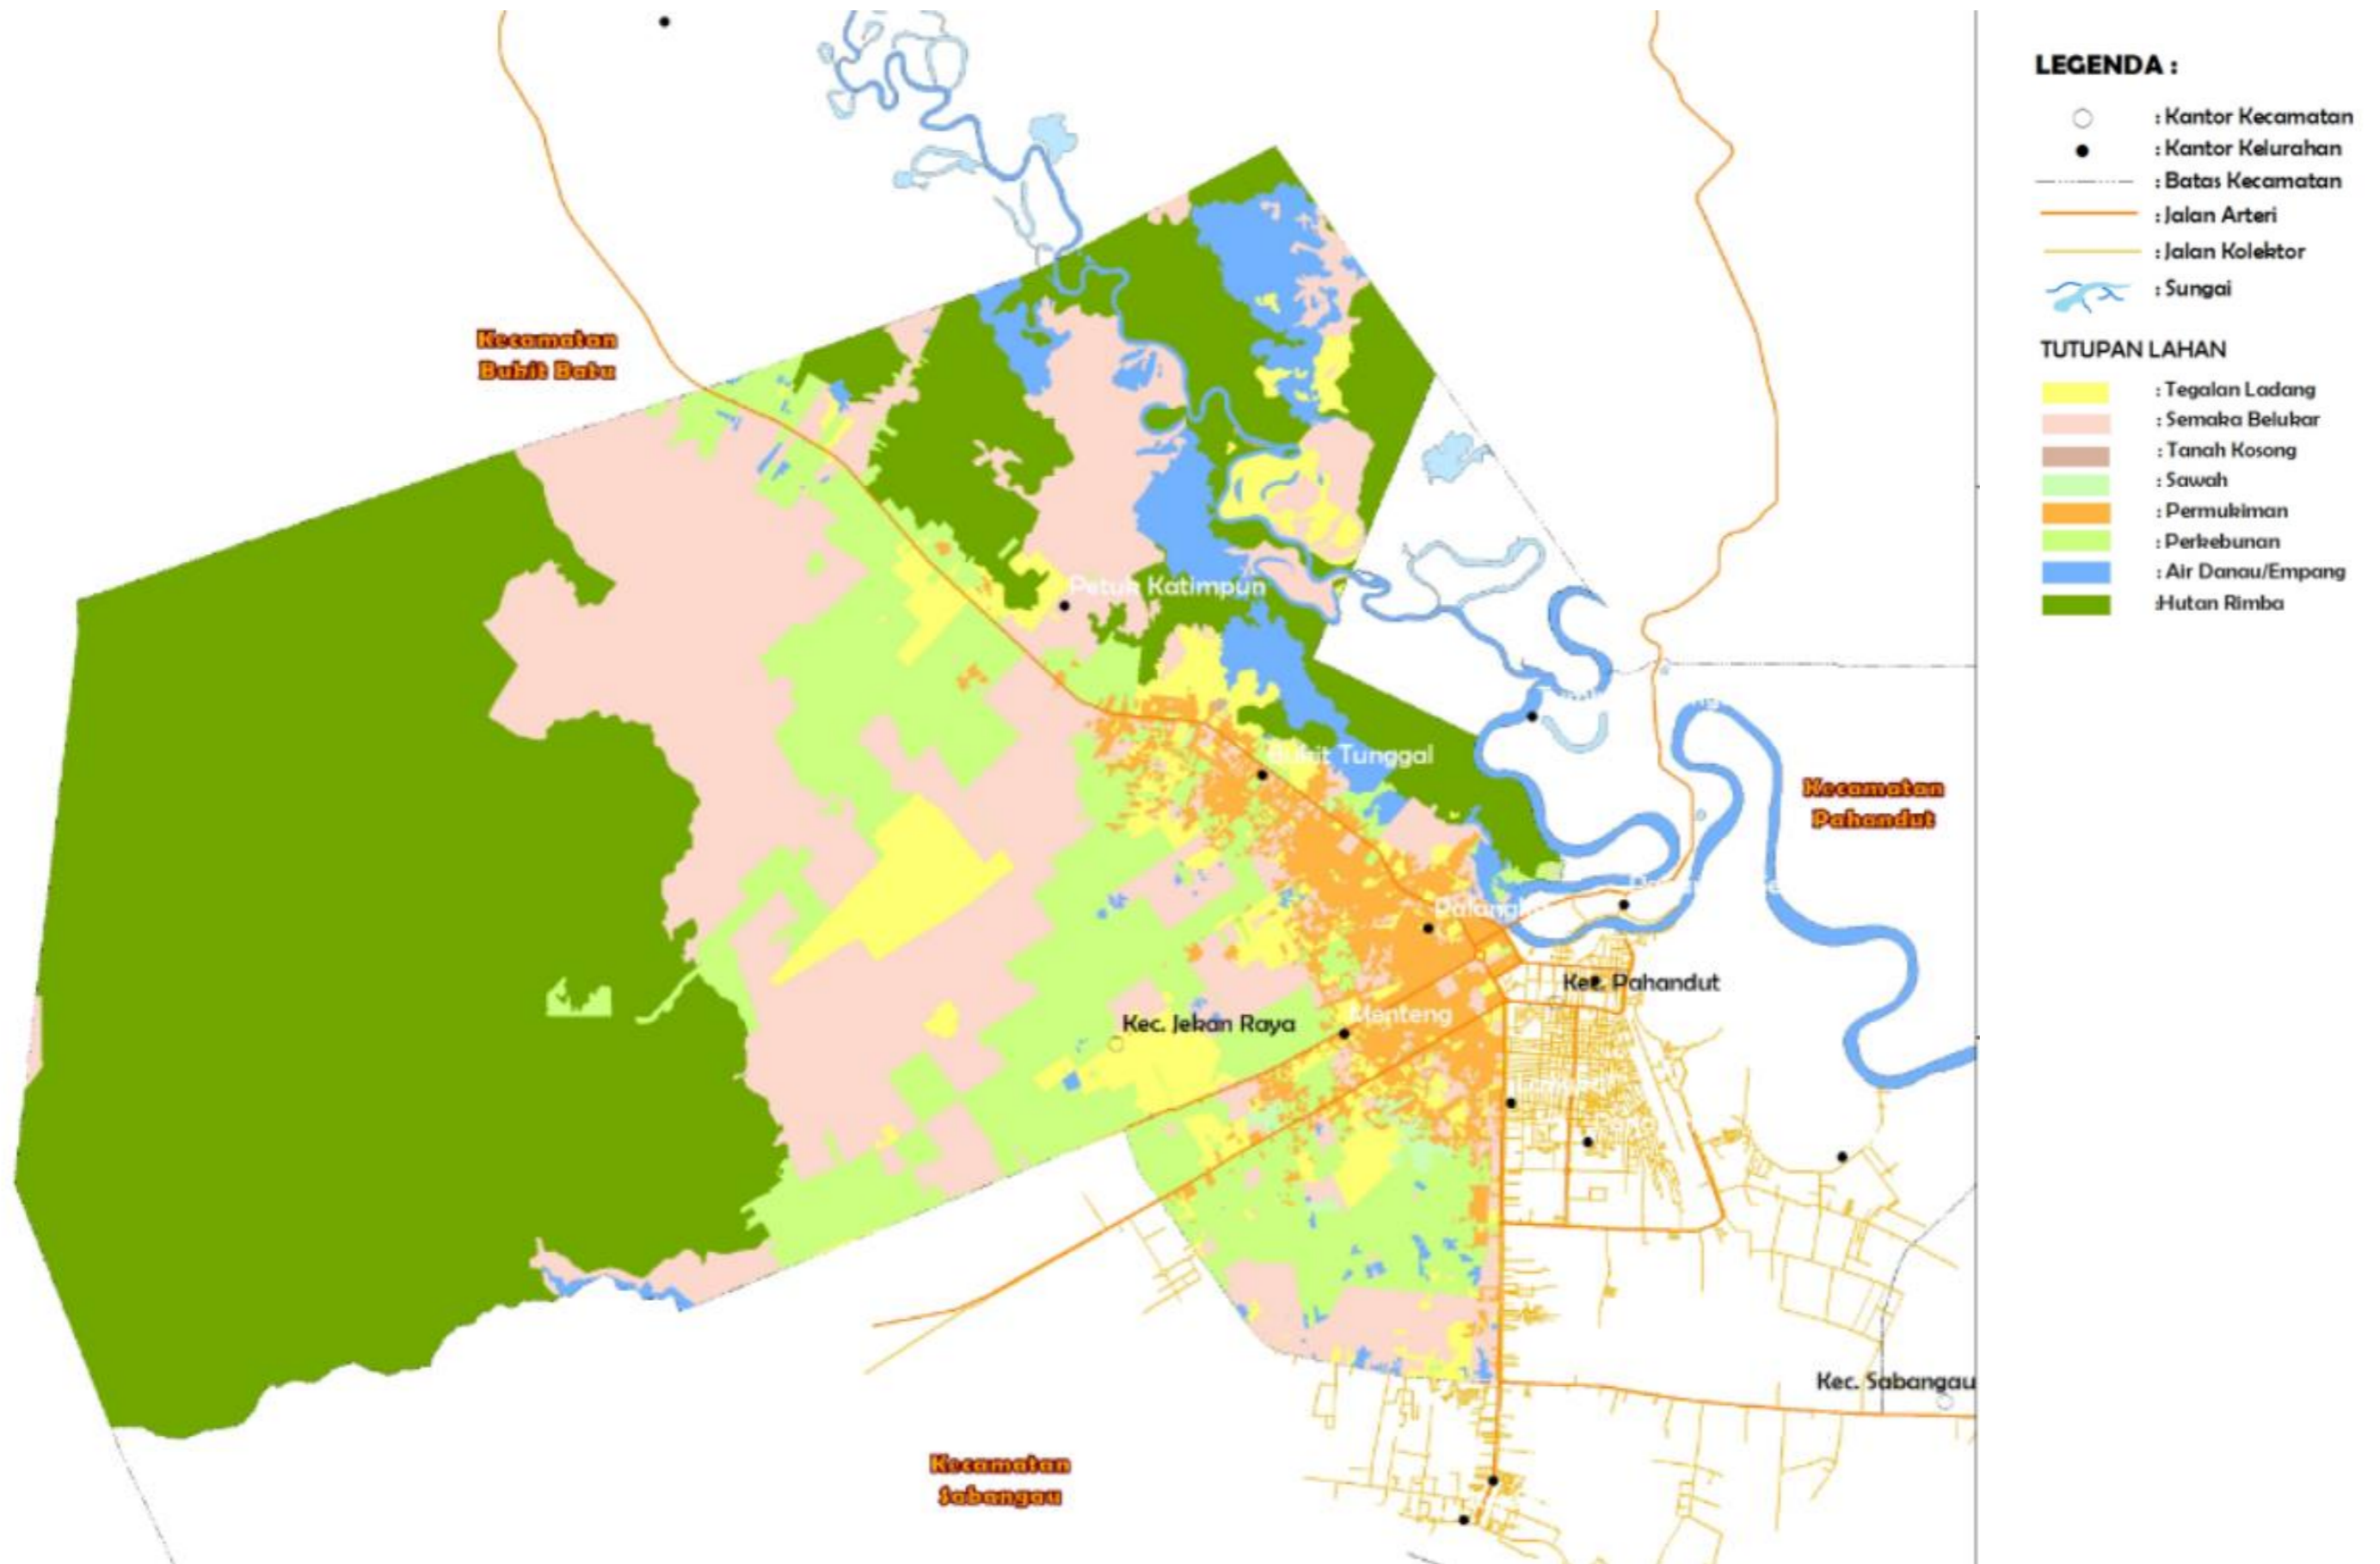 LEGENDA :
: Kantor Kecamatan
: Kantor Kelurahan
: Batas Kecamatan
: Jalan Arteri
: Jalan Kolektor
: Sungai
TUTUPAN LAHAN
: Tegalan Ladang
: Semaka Belukar
: Tanah Kosong
: Sawah
: Permukiman
: Perkebunan
: Air Danau/Empang
:Hutan Rimba
Kecamatan
Bukit Batu
Petuk Katimpun
Bukit Tunggal
Kecamatan
Pahandut
Kec. Pahandut
Menteng
Kec. Jekan Raya
Kec. Sabangau
Kecamatan
Sabangau